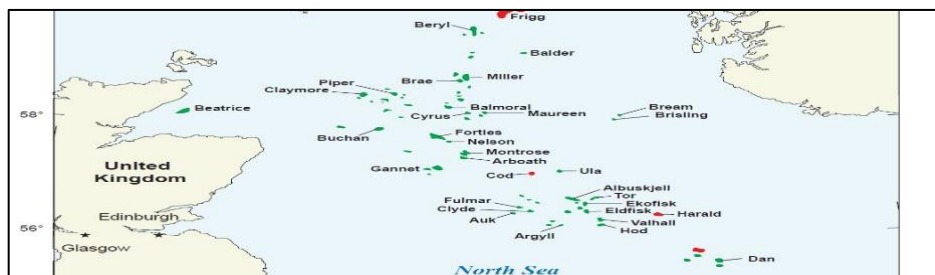 Frigg
Beryl
Balder
Piper
Brae
Miller
Claymore
Beatrice
Balmoral
Bream
58°
Cyrus
Maureen
Brisling
Buchan
Forties
Nelson
Montrose
Arboath
United
Kingdom
Gannet
Cod
Ula
Albuskjell
Tor
Fulmar
Ekofisk
Edinburgh
Clyde
Eldfisk
Harald
Auk
Valhall
56°
Argyll
Hod
Glasgow
Dan
North Sea